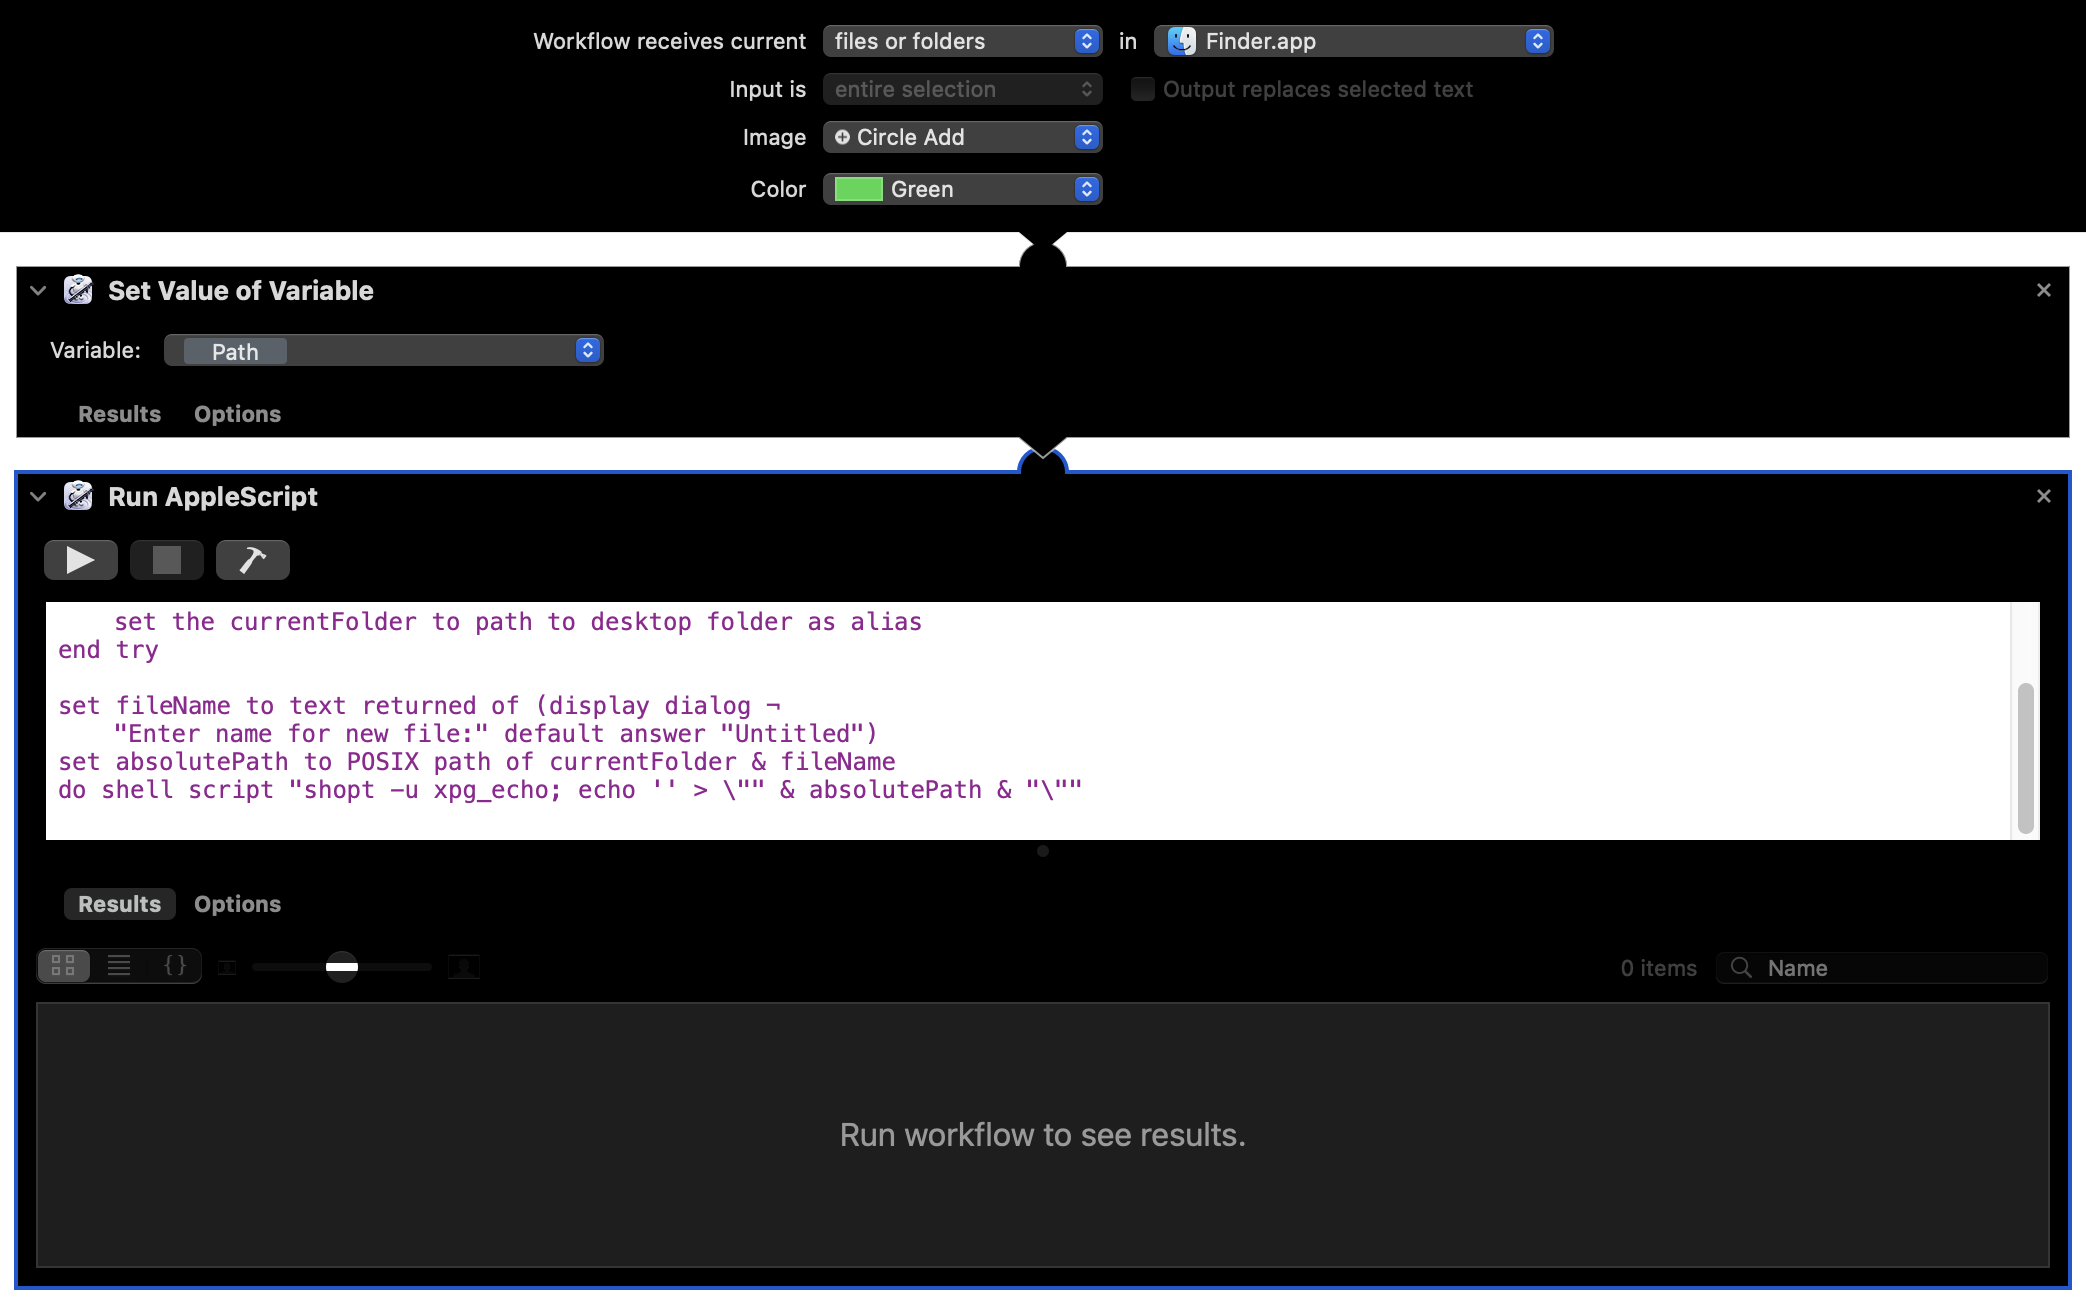 Workflow receives current files or folders in Finder.app
Input is entire selection Output replaces selected text
Image Circle Add
Color Green
Set Value of Variable
Variable: Path
Results Options
Run AppleScript
set the currentFolder to path to desktop folder as alias
end try
set fileName to text returned of (display dialog ¬
"Enter name for new file:" default answer "Untitled")
set absolutePath to POSIX path of currentFolder & fileName
do shell script "shopt -u xpg_echo; echo '' > \"" & absolutePath & "\""
Results Options
{} 0 items Name
Run workflow to see results.